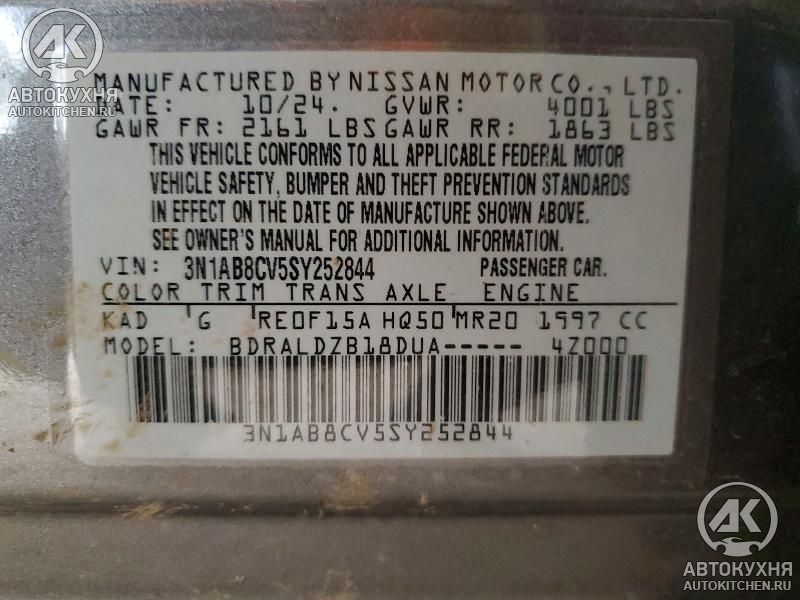 АК
АВТОКУХНЯ
AUTOKITCHEN.RU
MANUFACTURED BY NISSAN MOTOR CO., LTD.
DATE: 10/24. GVWR: 4001 LBS
GAWR FR: 2161 LBS GAWR RR: 1863 LBS
THIS VEHICLE CONFORMS TO ALL APPLICABLE FEDERAL MOTOR
VEHICLE SAFETY, BUMPER AND THEFT PREVENTION STANDARDS
IN EFFECT ON THE DATE OF MANUFACTURE SHOWN ABOVE.
SEE OWNER'S MANUAL FOR ADDITIONAL INFORMATION.
VIN: 3N1AB8CV5SY252844 PASSENGER CAR.
COLOR TRIM TRANS AXLE ENGINE
KAD G RE0F15A HQ50 MR20 1997 CC
MODEL: BDRALDZB18DUA----- 4Z000
3N1AB8CV5SY252844
АК
АВТОКУХНЯ
AUTOKITCHEN.RU